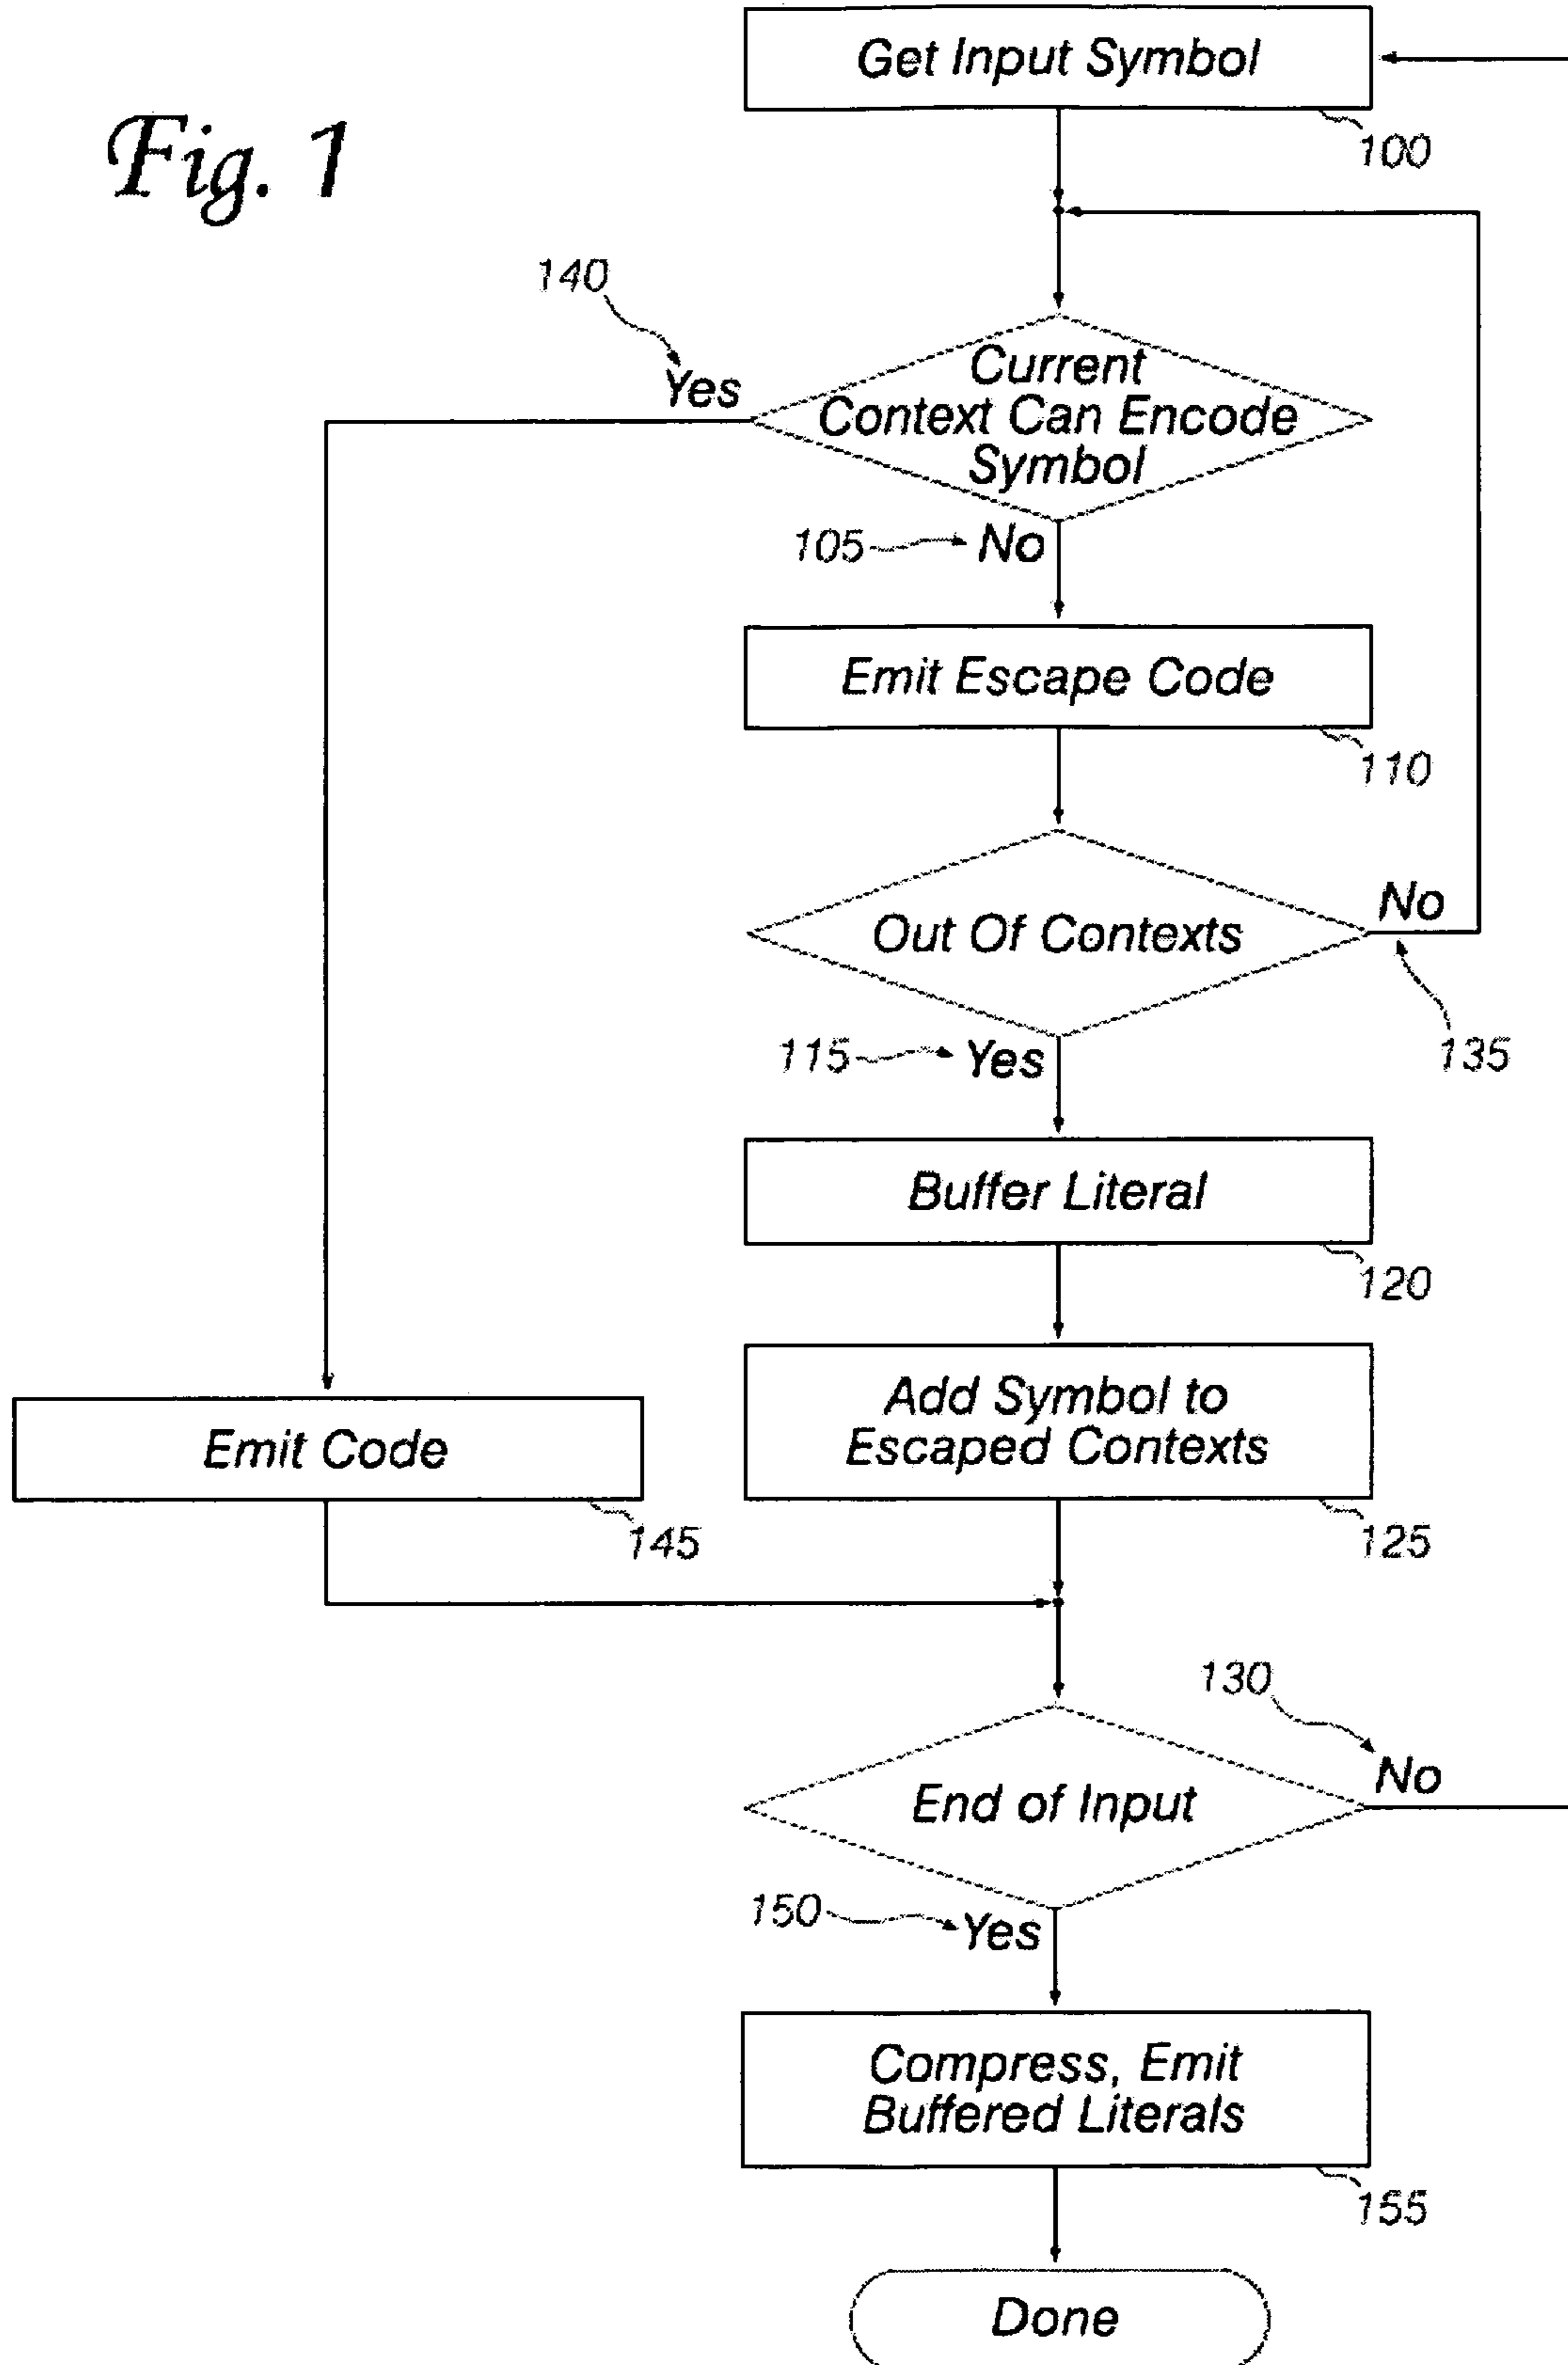 Fig. 1
Get Input Symbol
100
140
Yes
Current
Context Can Encode
Symbol
105
No
Emit Escape Code
110
Out Of Contexts
No
135
115
Yes
Buffer Literal
120
Add Symbol to
Escaped Contexts
125
Emit Code
145
130
No
End of Input
150
Yes
Compress, Emit
Buffered Literals
155
Done